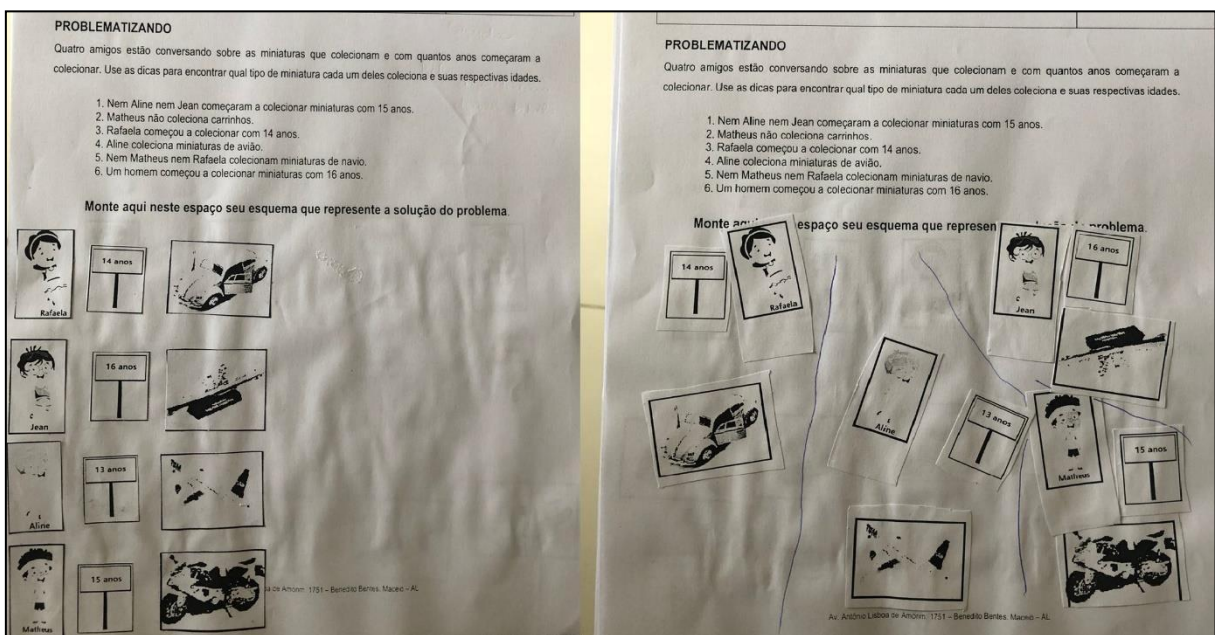 PROBLEMATIZANDO
Quatro amigos estão conversando sobre as miniaturas que colecionam e com quantos anos começaram a
colecionar. Use as dicas para encontrar qual tipo de miniatura cada um deles coleciona e suas respectivas idades.
1. Nem Aline nem Jean começaram a colecionar miniaturas com 15 anos.
2. Matheus não coleciona carrinhos.
3. Rafaela começou a colecionar com 14 anos.
4. Aline coleciona miniaturas de avião.
5. Nem Matheus nem Rafaela colecionam miniaturas de navio.
6. Um homem começou a colecionar miniaturas com 16 anos.
Monte aqui neste espaço seu esquema que represente a solução do problema.
14 anos
Rafaela
16 anos
Jean
13 anos
Aline
15 anos
Matheus
de Amorim, 1751 – Benedito Bentes. Maceió – AL
PROBLEMATIZANDO
Quatro amigos estão conversando sobre as miniaturas que colecionam e com quantos anos começaram a
colecionar. Use as dicas para encontrar qual tipo de miniatura cada um deles coleciona e suas respectivas idades.
1. Nem Aline nem Jean começaram a colecionar miniaturas com 15 anos.
2. Matheus não coleciona carrinhos.
3. Rafaela começou a colecionar com 14 anos.
4. Aline coleciona miniaturas de avião.
5. Nem Matheus nem Rafaela colecionam miniaturas de navio.
6. Um homem começou a colecionar miniaturas com 16 anos.
Monte espaço seu esquema que represen problema.
14 anos
Rafaela
Jean
16 anos
Aline
13 anos
Matheus
15 anos
Av. Antônio Lisboa de Amorim, 1751 – Benedito Bentes. Maceió – AL